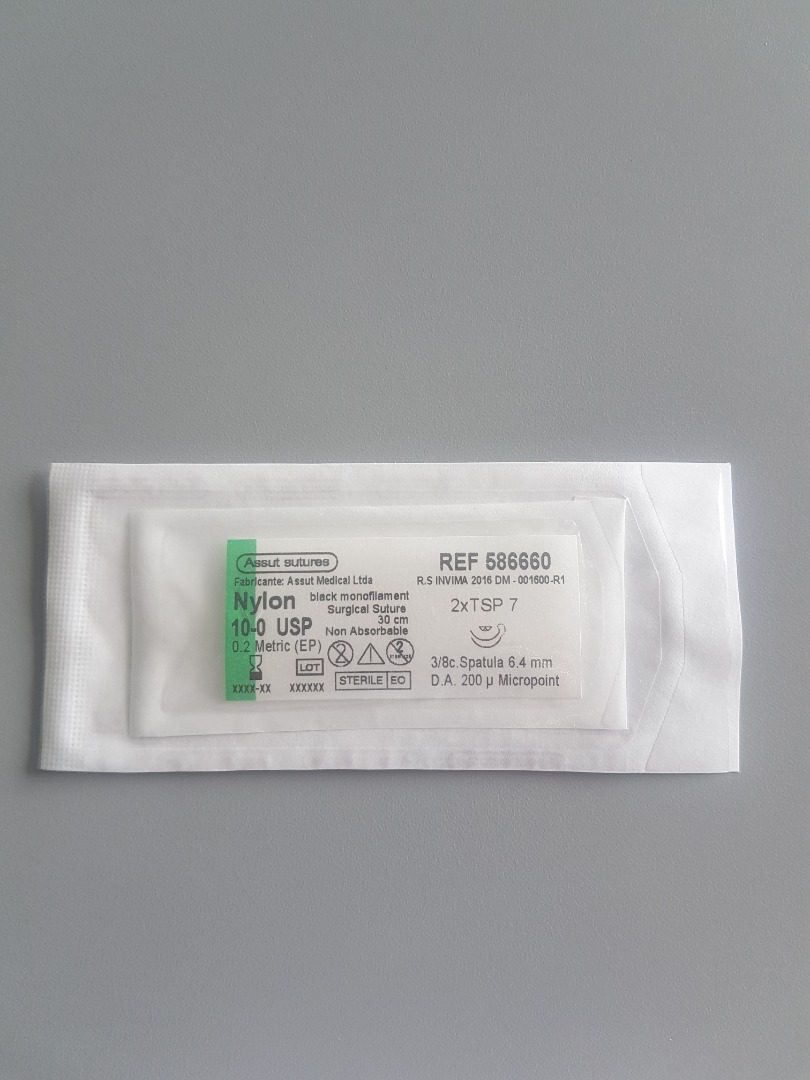 Assut sutures
Fabricante: Assut Medical Ltda
Nylon
black monofilament
Surgical Suture
30 cm
Non Absorbable
10-0 USP
0.2 Metric (EP)
LOT
XXXX-XX XXXXXX
STERILE EO
REF 586660
R.S INVIMA 2016 DM - 001600-R1
2xTSP 7
3/8c.Spatula 6.4 mm
D.A. 200 µ Micropoint